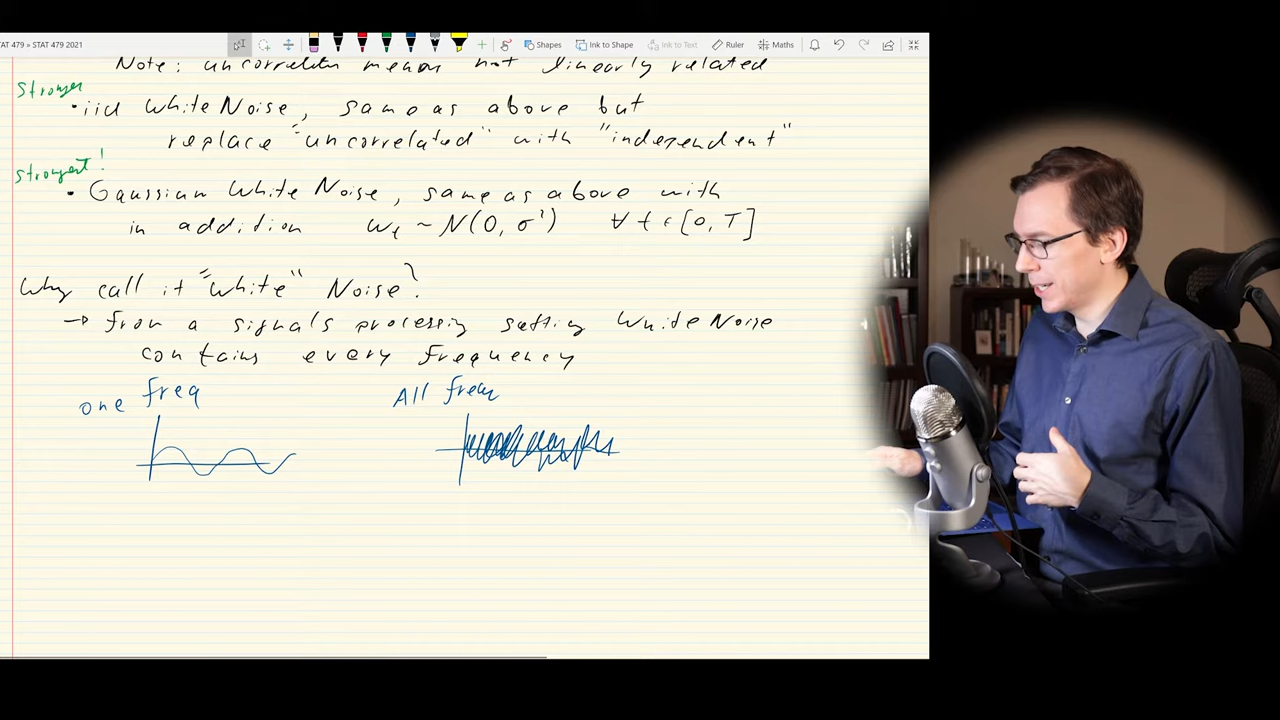 TAT 479 » STAT 479 2021
Shapes Ink to Shape Ink to Text Ruler Maths
Note: uncorrelation means not linearly related
Stronger
• iid White Noise, same as above but
replace "uncorrelated" with "independent"
Strongest!
• Gaussian White Noise, same as above with
in addition wₜ ~ N(0, σ²) ∀ t ∈ [0, T]
Why call it "White" Noise?
→ from a signals processing setting White Noise
contains every frequency
one freq All freq